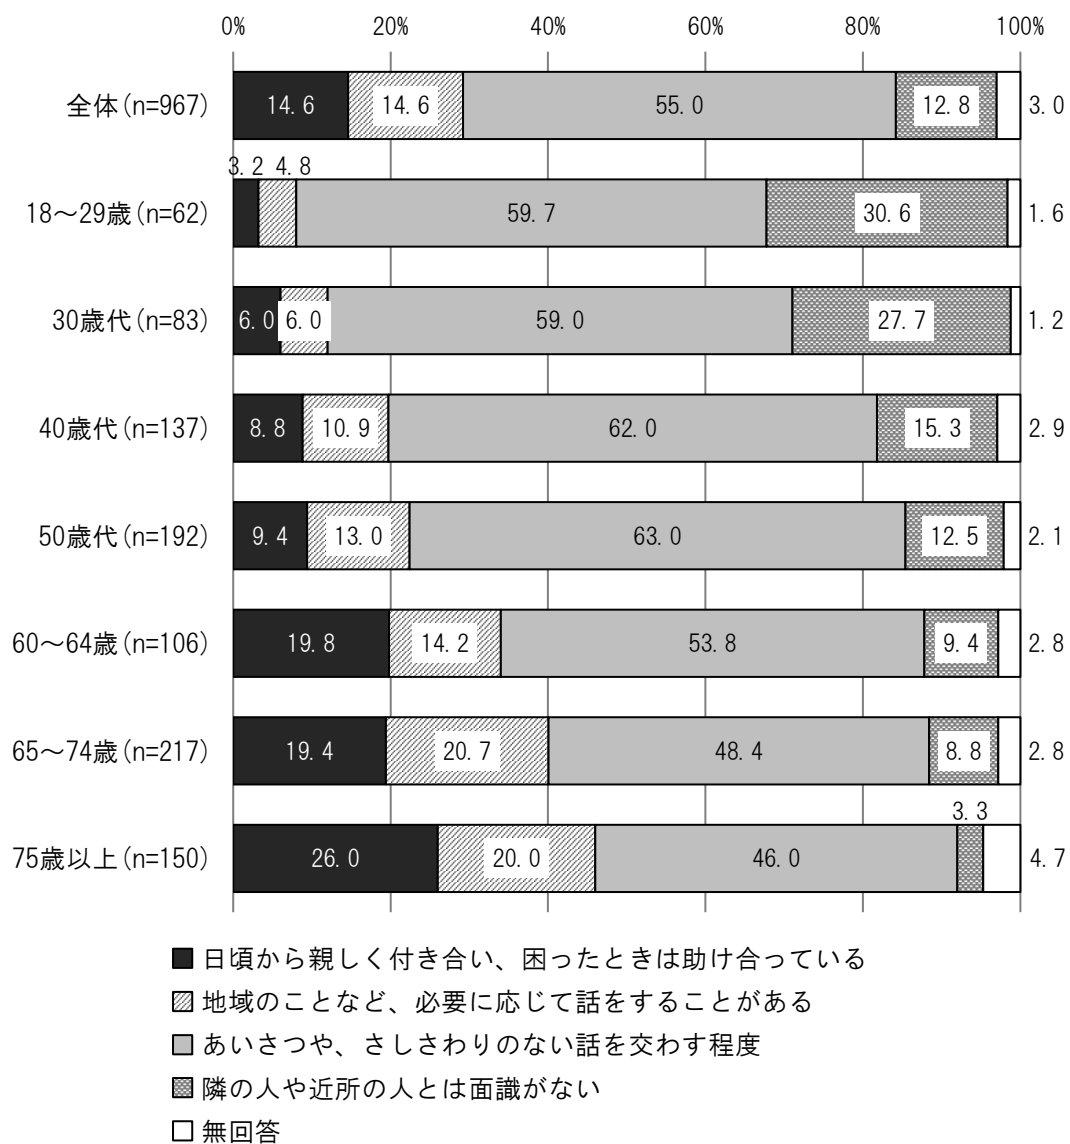 0% 20% 40% 60% 80% 100%
全体(n=967) 14.6 14.6 55.0 12.8 3.0
3.2 4.8
18～29歳(n=62) 59.7 30.6 1.6
30歳代(n=83) 6.0 6.0 59.0 27.7 1.2
40歳代(n=137) 8.8 10.9 62.0 15.3 2.9
50歳代(n=192) 9.4 13.0 63.0 12.5 2.1
60～64歳(n=106) 19.8 14.2 53.8 9.4 2.8
65～74歳(n=217) 19.4 20.7 48.4 8.8 2.8
3.3
75歳以上(n=150) 26.0 20.0 46.0 4.7
日頃から親しく付き合い、困ったときは助け合っている
地域のことなど、必要に応じて話をすることがある
あいさつや、さしさわりのない話を交わす程度
隣の人や近所の人とは面識がない
無回答